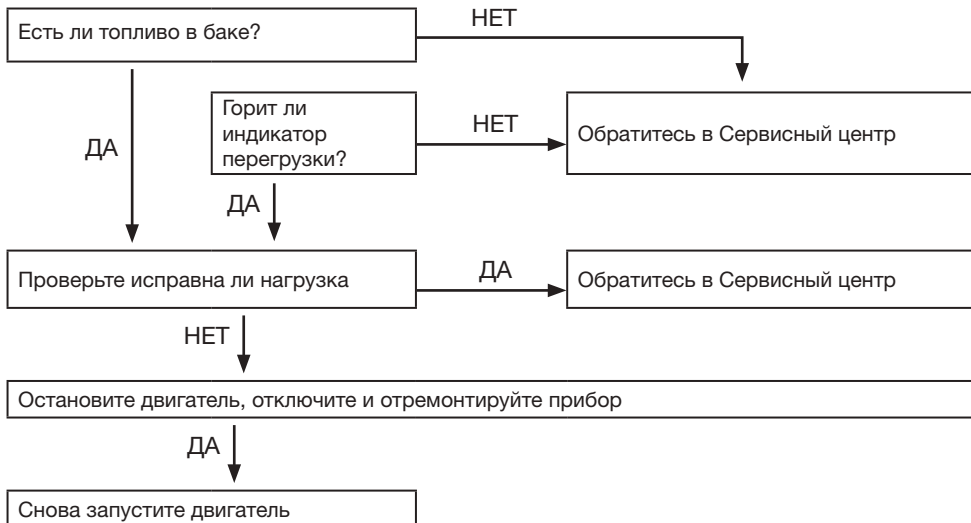 Есть ли топливо в баке?
НЕТ
Горит ли
индикатор
перегрузки?
НЕТ
Обратитесь в Сервисный центр
ДА
ДА
Проверьте исправна ли нагрузка
ДА
Обратитесь в Сервисный центр
НЕТ
Остановите двигатель, отключите и отремонтируйте прибор
ДА
Снова запустите двигатель